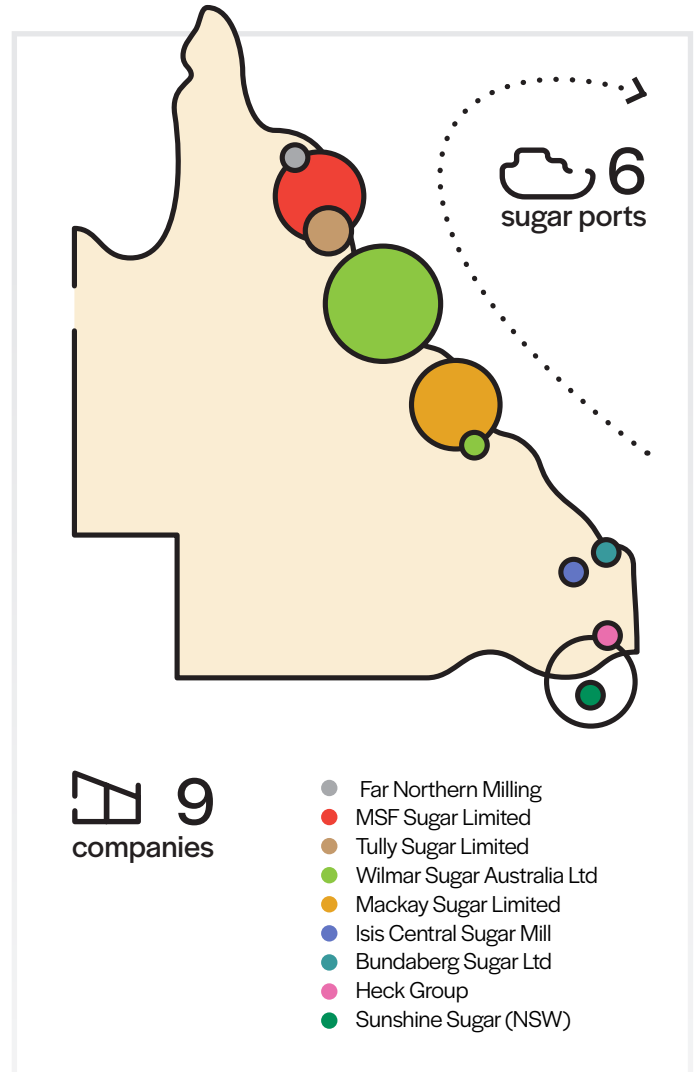 6
sugar ports
9
companies
Far Northern Milling
MSF Sugar Limited
Tully Sugar Limited
Wilmar Sugar Australia Ltd
Mackay Sugar Limited
Isis Central Sugar Mill
Bundaberg Sugar Ltd
Heck Group
Sunshine Sugar (NSW)